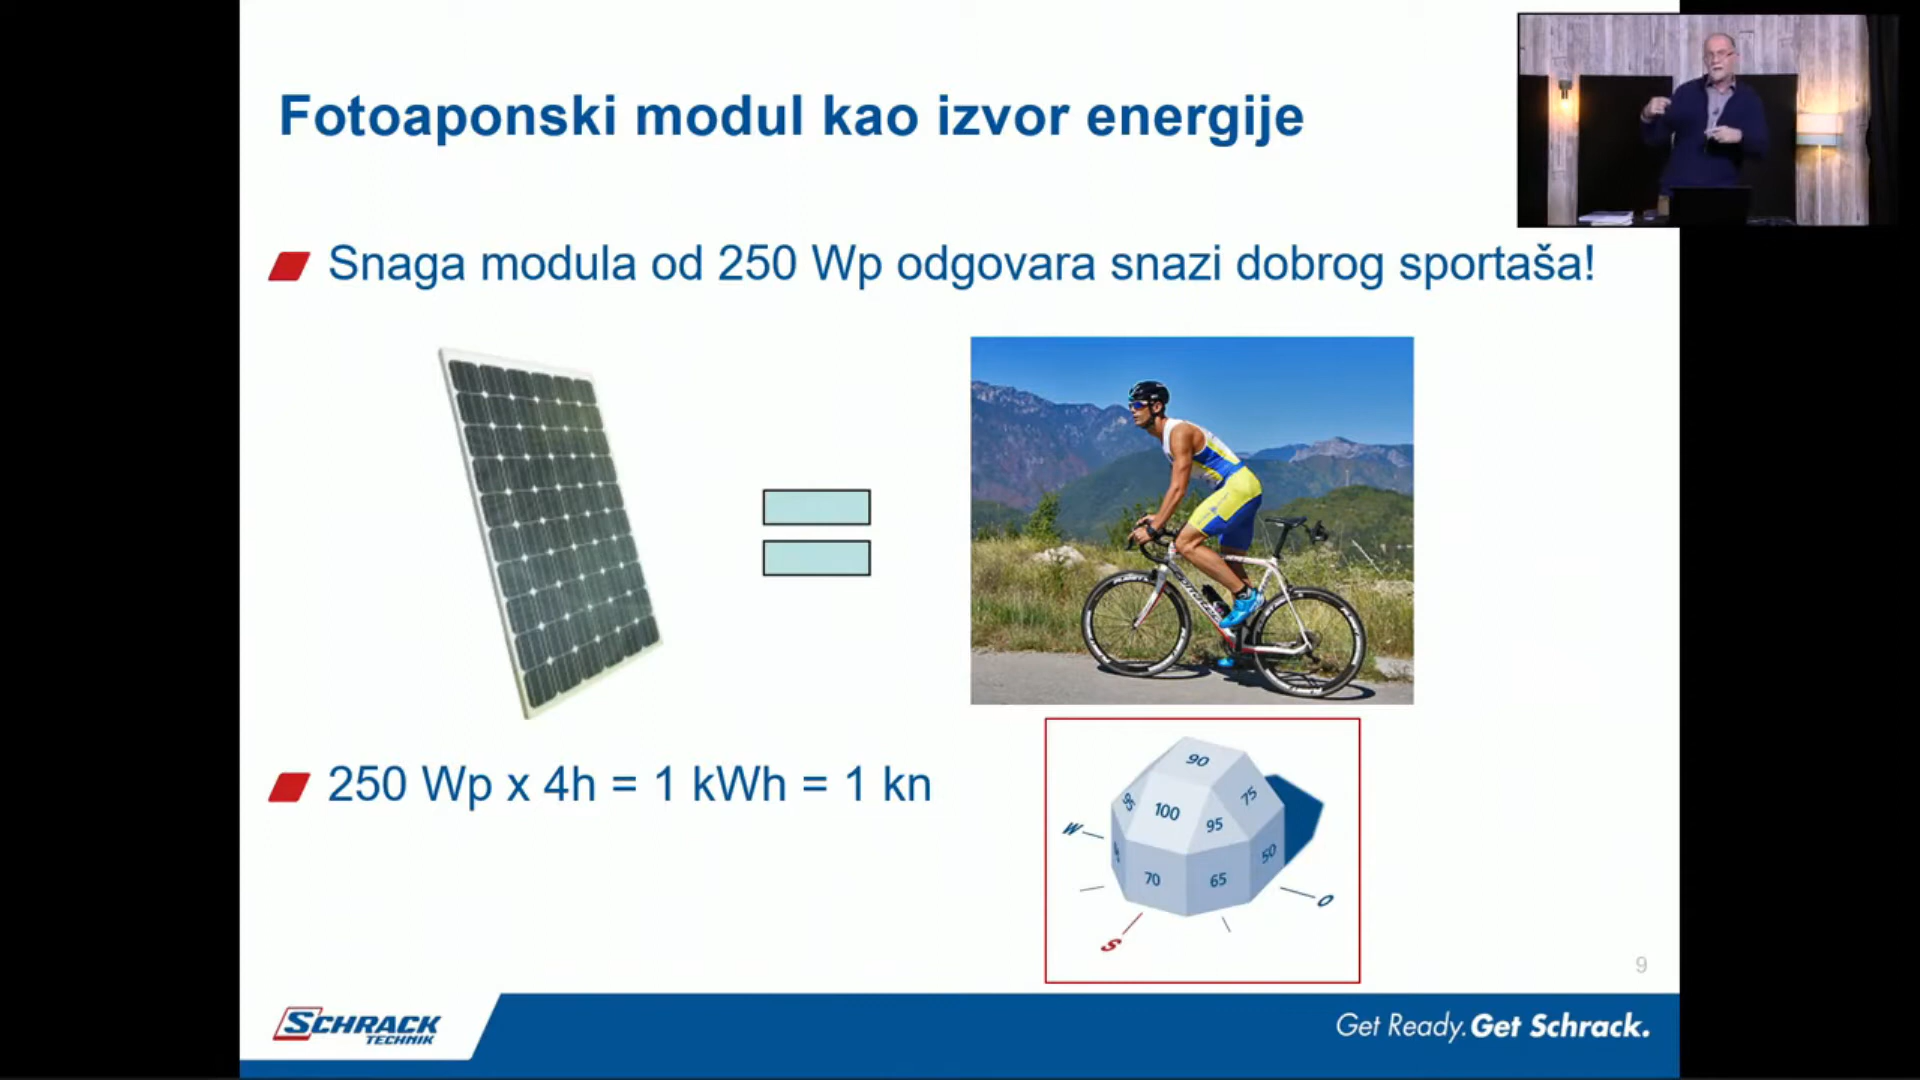 Fotoaponski modul kao izvor energije
Snaga modula od 250 Wp odgovara snazi dobrog sportaša!
250 Wp x 4h = 1 kWh = 1 kn
90
95
100
95
75
W
50
70
65
O
S
9
SCHRACK
TECHNIK
Get Ready. Get Schrack.